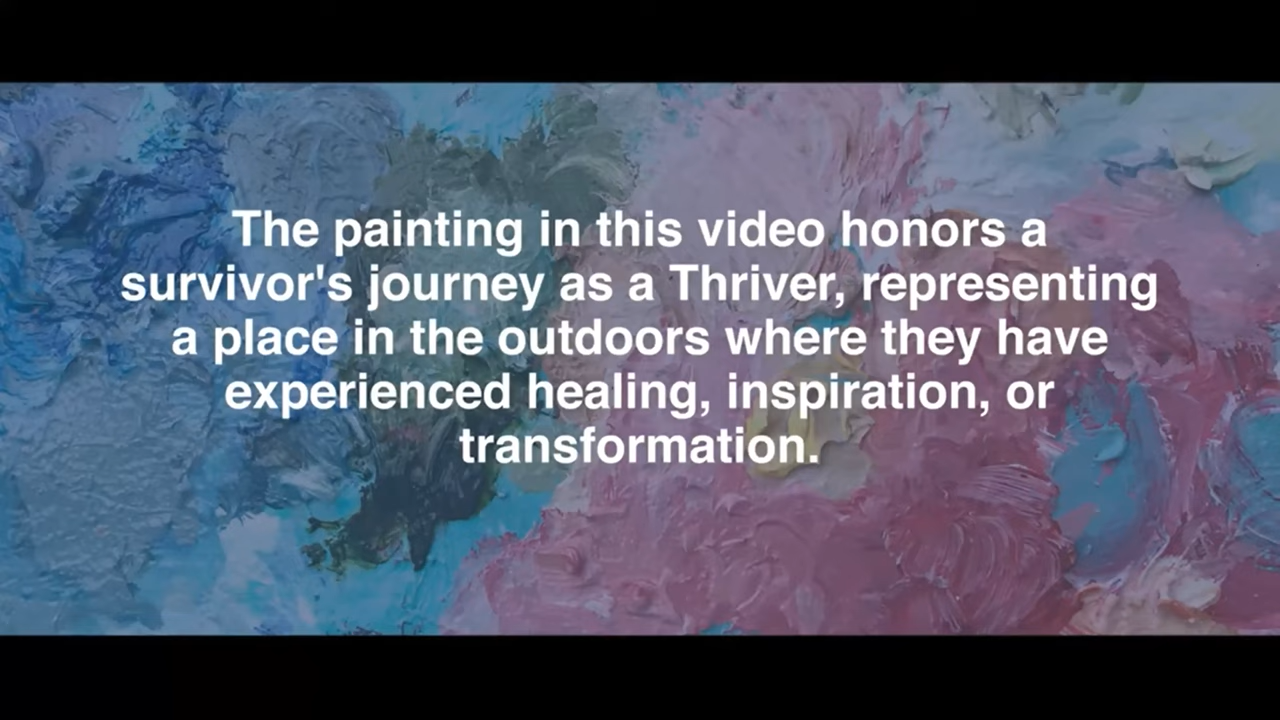 The painting in this video honors a
survivor's journey as a Thriver, representing
a place in the outdoors where they have
experienced healing, inspiration, or
transformation.